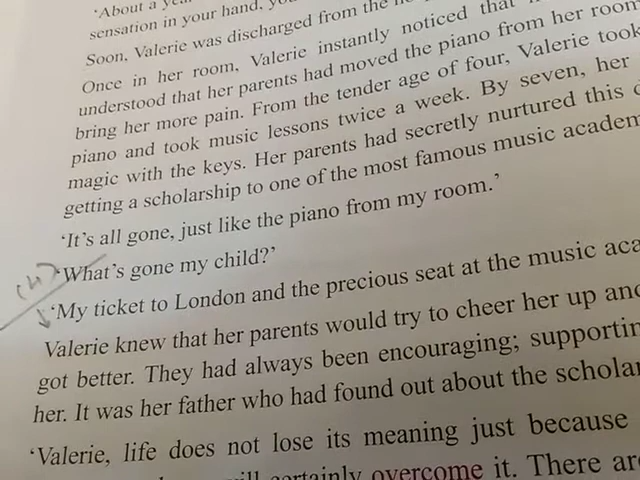 'About a
sensation in your hand,
Soon, Valerie was discharged from the
Once in her room, Valerie instantly noticed that
understood that her parents had moved the piano from her room
bring her more pain. From the tender age of four, Valerie took
piano and took music lessons twice a week. By seven, her
magic with the keys. Her parents had secretly nurtured this
getting a scholarship to one of the most famous music academ
'It's all gone, just like the piano from my room.'
(4) 'What's gone my child?'
'My ticket to London and the precious seat at the music aca
Valerie knew that her parents would try to cheer her up and
got better. They had always been encouraging; supportin
her. It was her father who had found out about the scholar
'Valerie, life does not lose its meaning just because
will certainly overcome it. There are